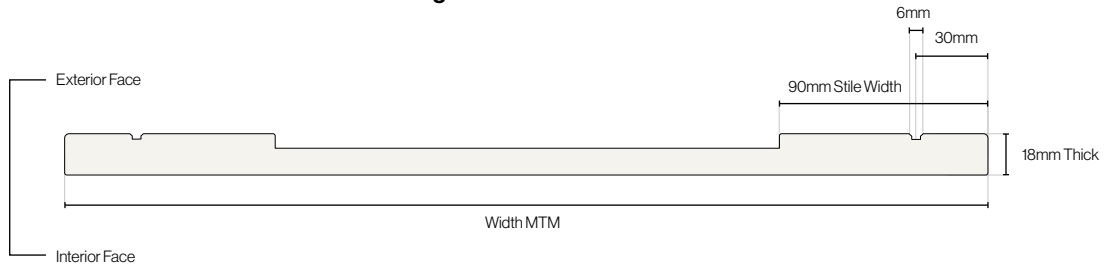 6mm
30mm
Exterior Face
90mm Stile Width
18mm Thick
Width MTM
Interior Face